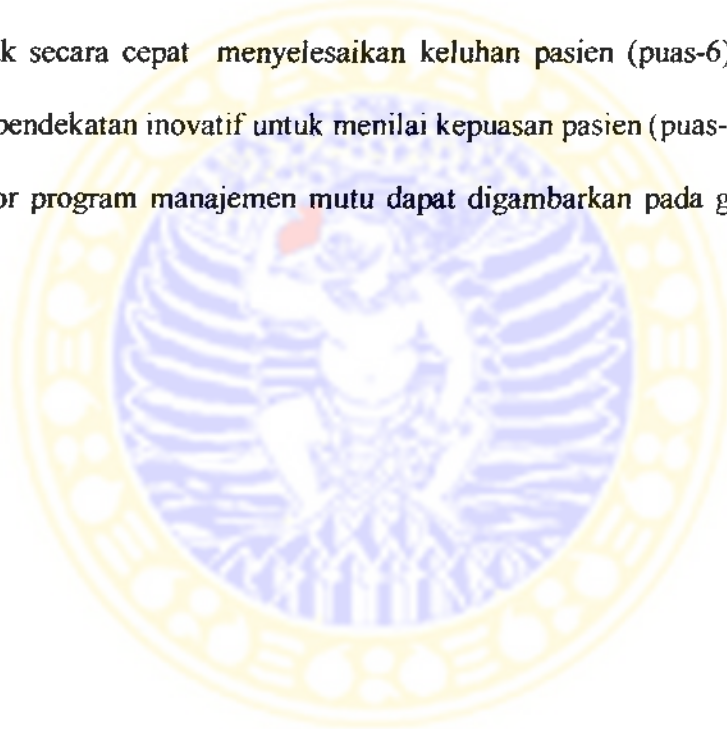 k secara cepat menyelesaikan keluhan pasien (puas-6)
pendekatan inovatif untuk menilai kepuasan pasien (puas-
or program manajemen mutu dapat digambarkan pada g